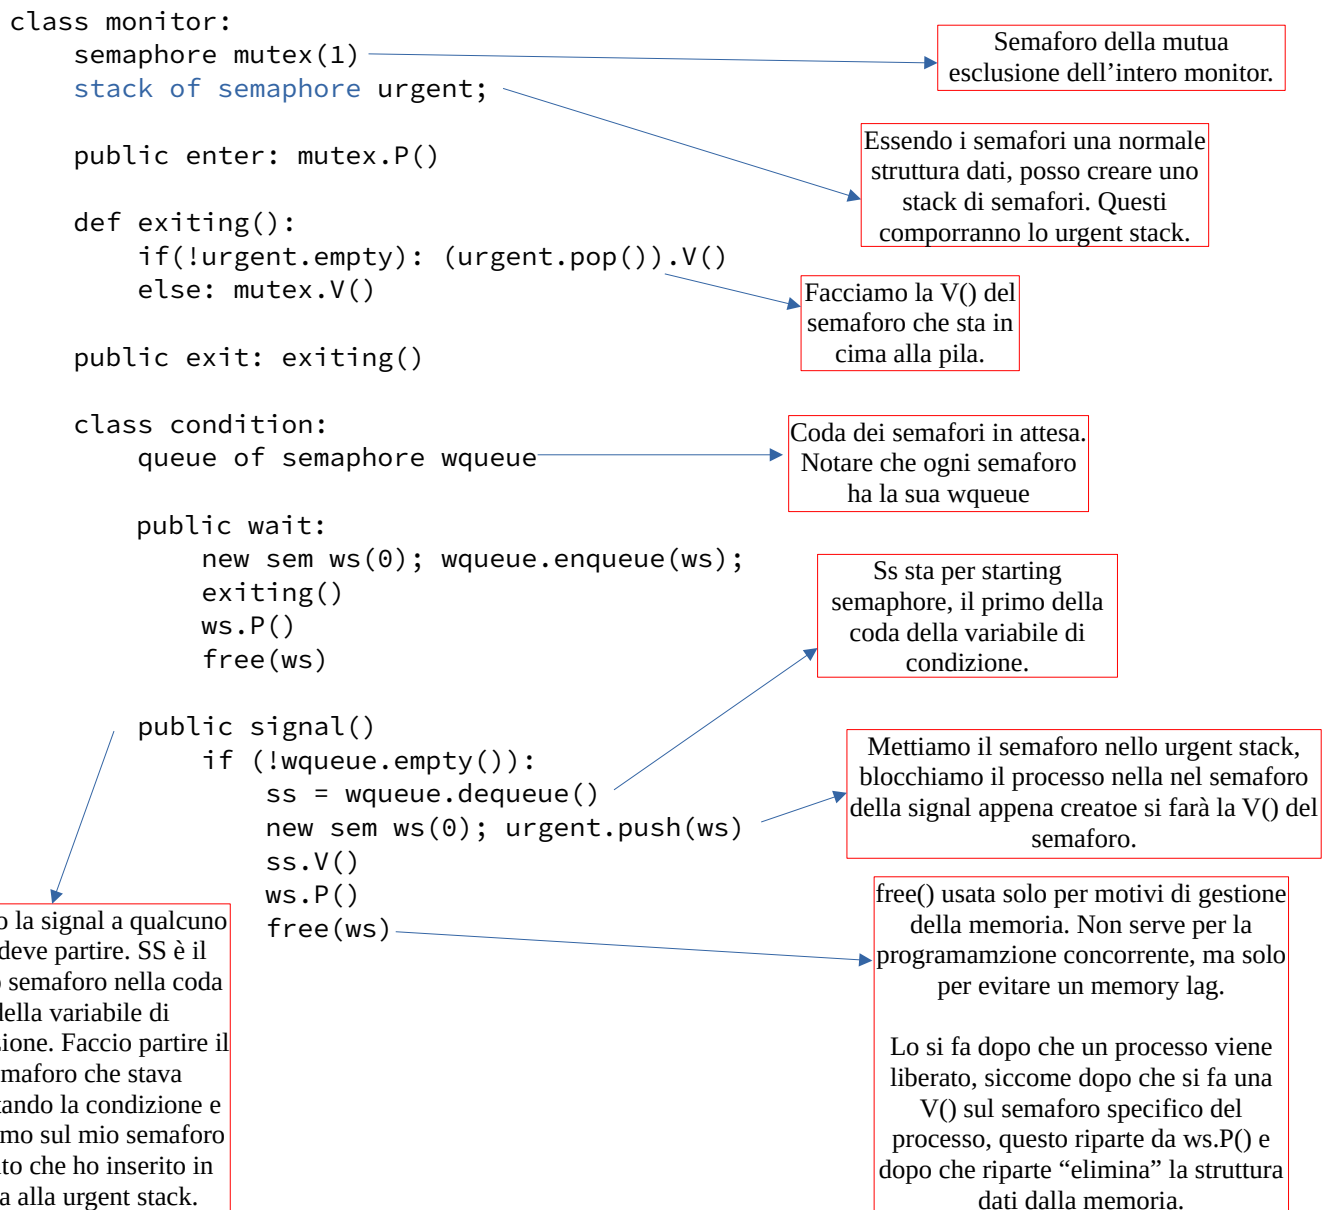 class monitor:
semaphore mutex(1)
stack of semaphore urgent;
public enter: mutex.P()
def exiting():
if(!urgent.empty): (urgent.pop()).V()
else: mutex.V()
public exit: exiting()
class condition:
queue of semaphore wqueue
public wait:
new sem ws(0); wqueue.enqueue(ws);
exiting()
ws.P()
free(ws)
public signal()
if (!wqueue.empty()):
ss = wqueue.dequeue()
new sem ws(0); urgent.push(ws)
ss.V()
ws.P()
free(ws)
Semaforo della mutua
esclusione dell’intero monitor.
Essendo i semafori una normale
struttura dati, posso creare uno
stack di semafori. Questi
comporranno lo urgent stack.
Facciamo la V() del
semaforo che sta in
cima alla pila.
Coda dei semafori in attesa.
Notare che ogni semaforo
ha la sua wqueue
Ss sta per starting
semaphore, il primo della
coda della variabile di
condizione.
Mettiamo il semaforo nello urgent stack,
blocchiamo il processo nella nel semaforo
della signal appena creatoe si farà la V() del
semaforo.
free() usata solo per motivi di gestione
della memoria. Non serve per la
programamzione concorrente, ma solo
per evitare un memory lag.
Lo si fa dopo che un processo viene
liberato, siccome dopo che si fa una
V() sul semaforo specifico del
processo, questo riparte da ws.P() e
dopo che riparte “elimina” la struttura
dati dalla memoria.
la signal a qualcuno
deve partire. SS è il
semaforo nella coda
della variabile di
Faccio partire il
che stava
la condizione e
sul mio semaforo
che ho inserito in
alla urgent stack.